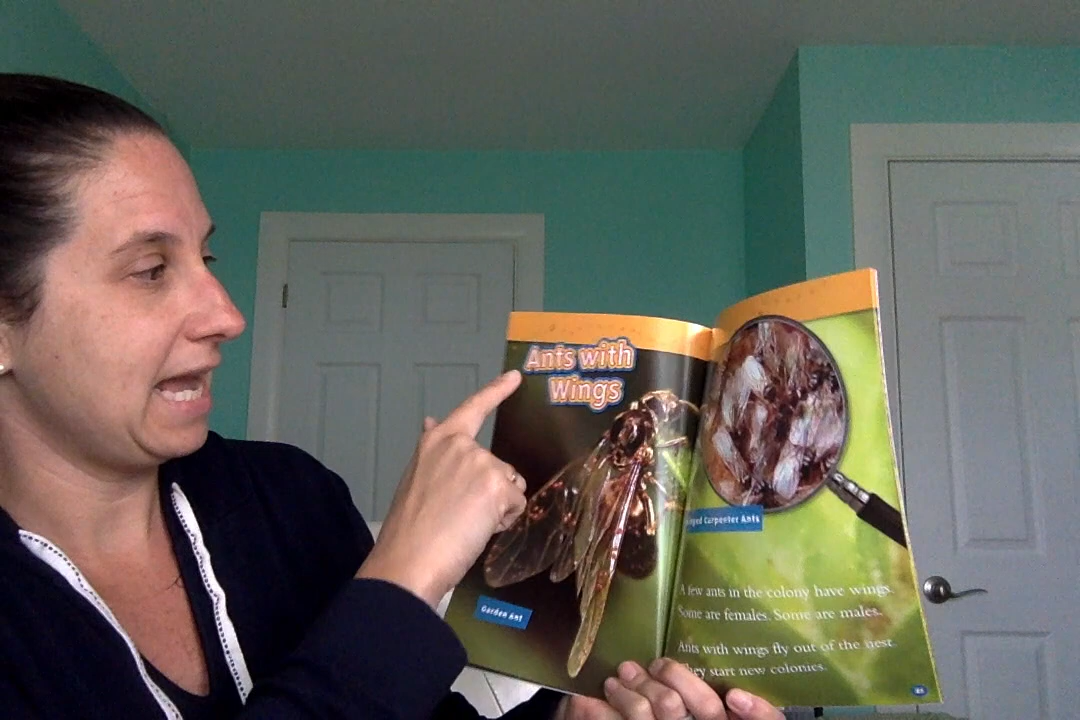 Ants with
Wings
Garden Ant
Carpenter Ants
A few ants in the colony have wings.
Some are females. Some are males.
Ants with wings fly out of the nest.
They start new colonies.